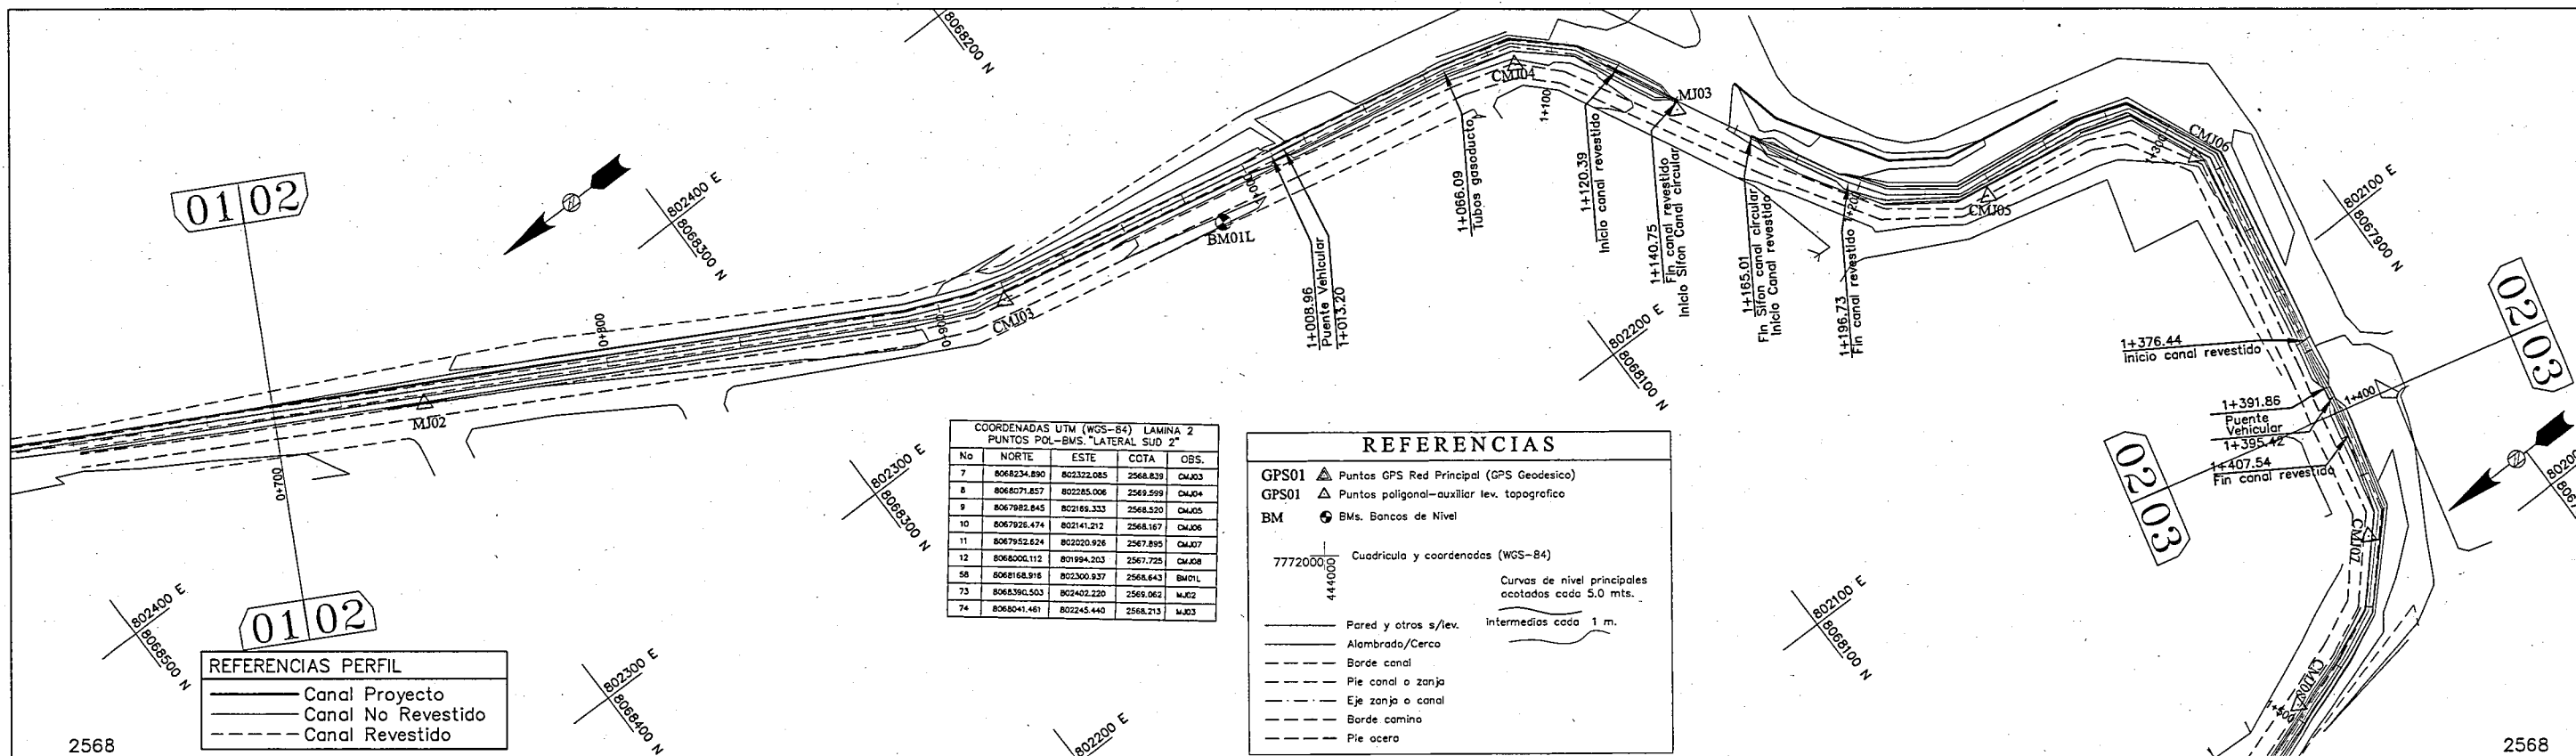 8068200 N
01 02
802400 E
8068300 N
CMJ04
1+100
MJ03
CMJ06
1+300
802100 E
8067900 N
CMJ05
1+200
BM01L
1+008.96
Puente Vehicular
1+013.20
1+066.09
Tubos gasoducto
1+120.39
Inicio canal revestido
1+140.75
Fin canal revestido
Inicio Sifon Canal circular
1+165.01
Fin Sifon canal circular
Inicio Canal revestido
1+196.73
Fin canal revestido
802200 E
8068100 N
02 03
1+376.44
Inicio canal revestido
1+391.86
Puente
Vehicular
1+395.42
1+407.54
Fin canal revestido
1+400
02 03
0+800
0+900
CMJ03
MJ02
0+700
802400 E
8068500 N
01 02
802300 E
8068300 N
802300 E
8068400 N
802200 E
802100 E
8068100 N
CMJ07
CMJ08
1+500
COORDENADAS UTM (WGS-84) LAMINA 2
PUNTOS POL-BMS. "LATERAL SUD 2"
No NORTE ESTE COTA OBS.
7 8068234.890 802322.085 2568.839 CMJ03
8 8068071.857 802285.006 2569.599 CMJ04
9 8067982.845 802169.333 2568.520 CMJ05
10 8067926.474 802141.212 2568.167 CMJ06
11 8067952.624 802020.926 2567.895 CMJ07
12 8068000.112 801994.203 2567.725 CMJ08
58 8068168.916 802300.937 2568.643 BM01L
73 8068390.503 802402.220 2569.062 MJ02
74 8068041.461 802245.440 2568.213 MJ03
REFERENCIAS
GPS01 Puntos GPS Red Principal (GPS Geodesico)
GPS01 Puntos poligonal-auxiliar lev. topografico
BM BMs. Bancos de Nivel
7772000
444000
Cuadricula y coordenadas (WGS-84)
Curvas de nivel principales
acotados cada 5.0 mts.
intermedias cada 1 m.
Pared y otros s/lev.
Alambrado/Cerco
Borde canal
Pie canal o zanja
Eje zanja o canal
Borde camino
Pie acera
REFERENCIAS PERFIL
Canal Proyecto
Canal No Revestido
Canal Revestido
2568
2568